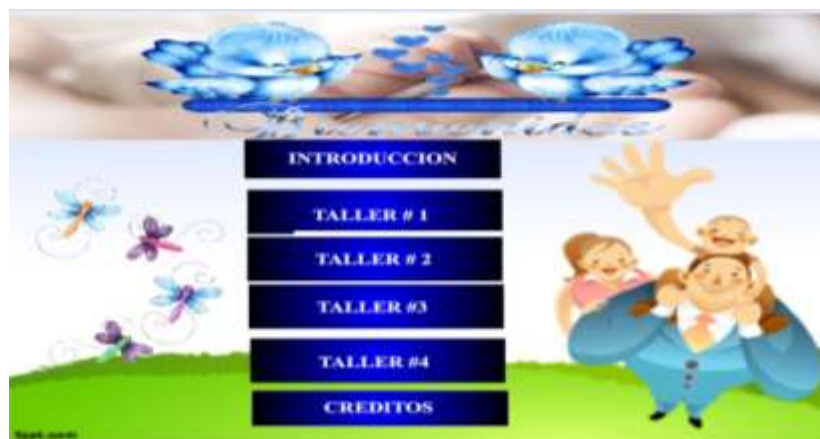 INTRODUCCION
TALLER # 1
TALLER # 2
TALLER #3
TALLER #4
CREDITOS